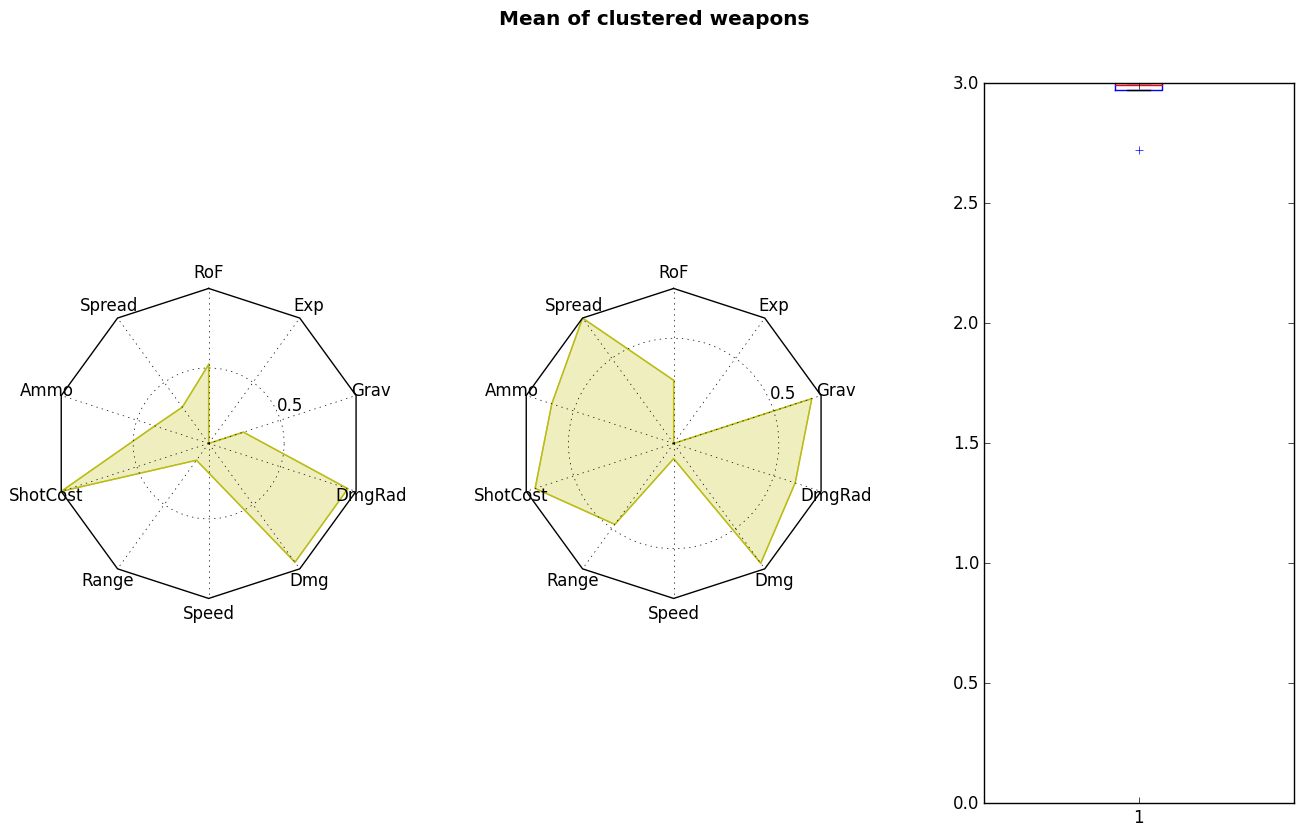 Mean of clustered weapons
RoF
Exp
Spread
Grav
Ammo
0.5
DmgRad
ShotCost
Dmg
Range
Speed
RoF
Exp
Spread
Grav
Ammo
0.5
DmgRad
ShotCost
Dmg
Range
Speed
3.0
2.5
2.0
1.5
1.0
0.5
0.0
1